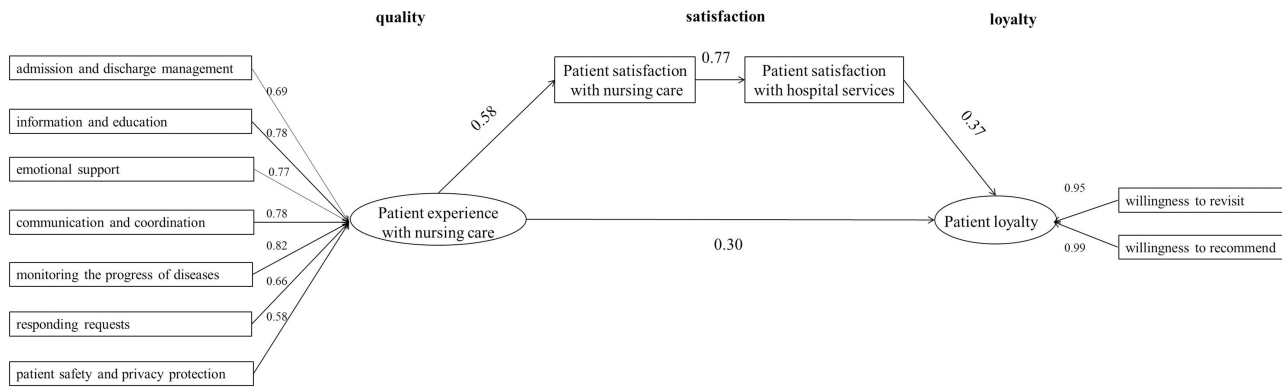 quality
satisfaction
loyalty
admission and discharge management
information and education
emotional support
communication and coordination
monitoring the progress of diseases
responding requests
patient safety and privacy protection
0.69
0.78
0.77
0.78
0.82
0.66
0.58
Patient experience
with nursing care
0.58
Patient satisfaction
with nursing care
0.77
Patient satisfaction
with hospital services
0.37
0.30
Patient loyalty
0.95
0.99
willingness to revisit
willingness to recommend